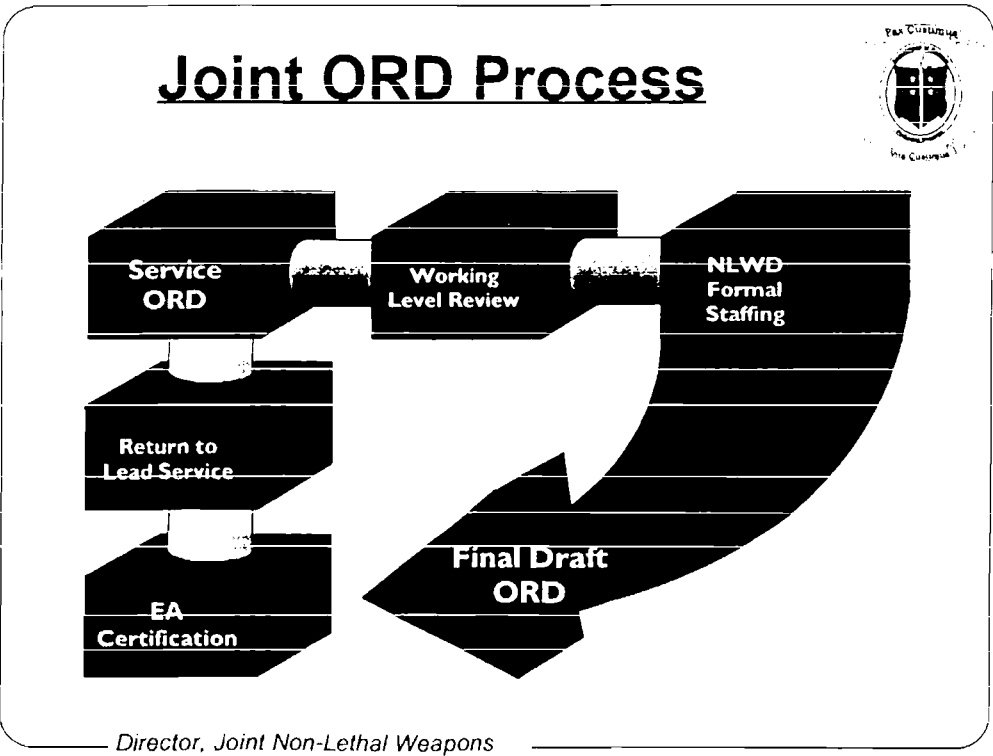 Joint ORD Process
Service
ORD
Working
Level Review
NLWD
Formal
Staffing
Return to
Lead Service
Final Draft
ORD
EA
Certification
Director, Joint Non-Lethal Weapons